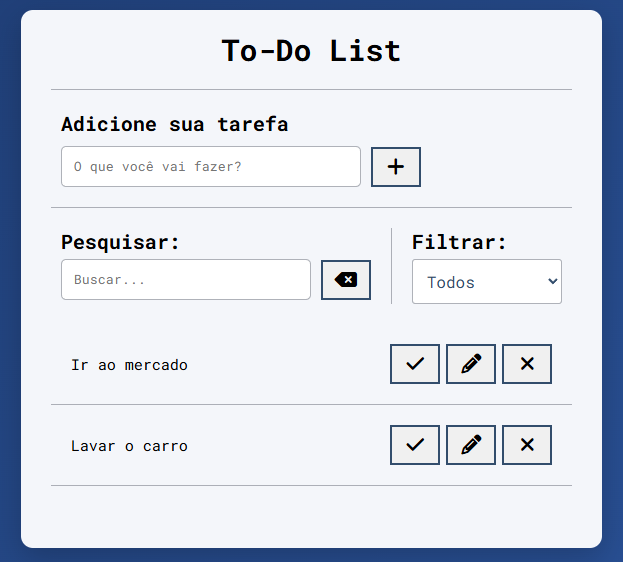 To-Do List
Adicione sua tarefa
O que você vai fazer?
Pesquisar:
Filtrar:
Buscar...
Todos
Ir ao mercado
Lavar o carro